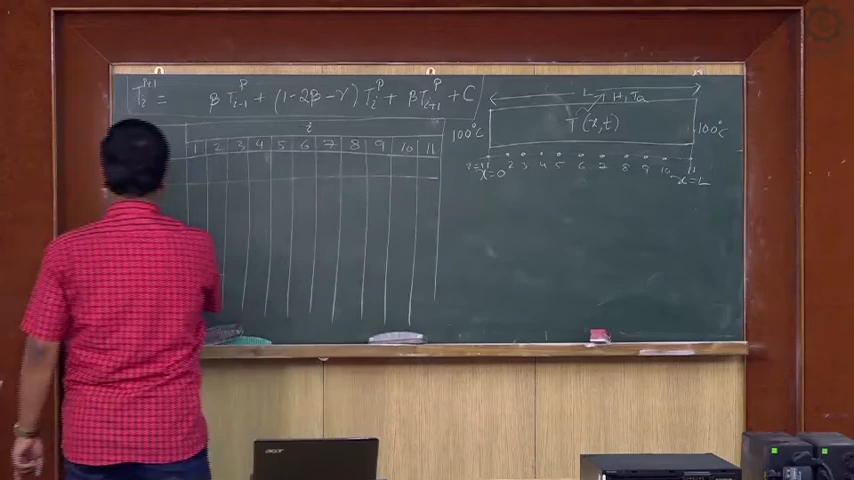 T_i^{p+1} = β T_{i-1}^p + (1-2β-γ) T_i^p + β T_{i+1}^p + C
L
H, Ta
T(x,t)
100°C
100°C
i
1 2 3 4 5 6 7 8 9 10 11
i=1 2 3 4 5 6 7 8 9 10 11
x=0
x=L
acer